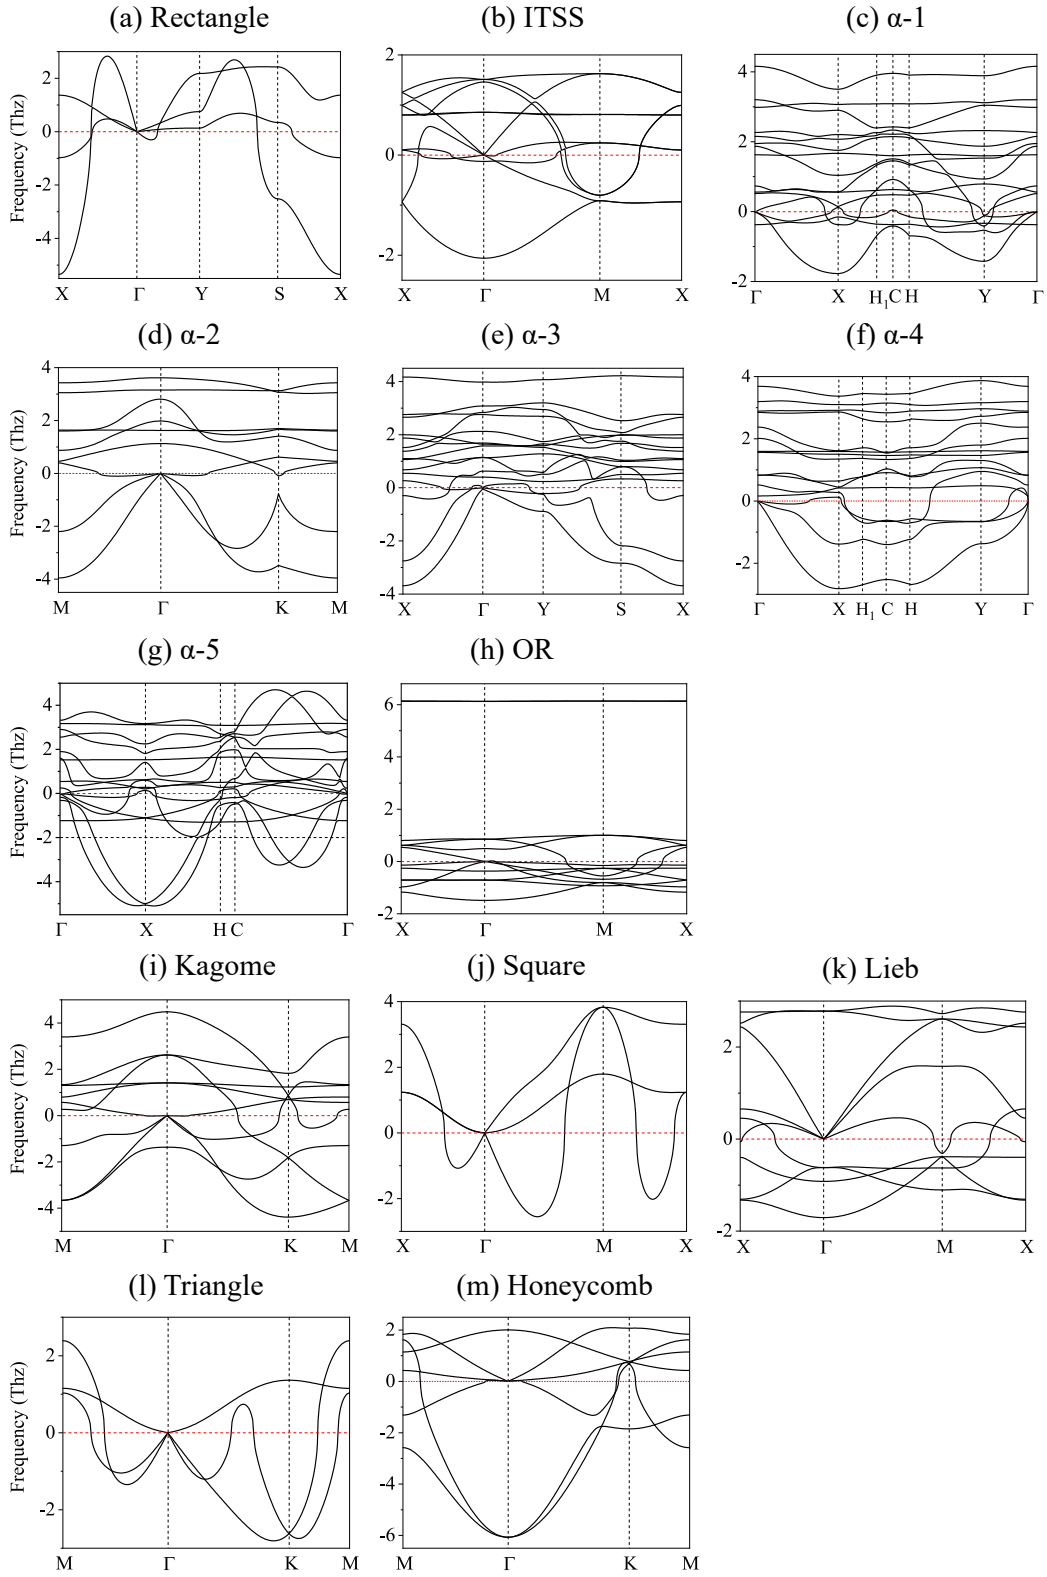 (a) Rectangle
(b) ITSS
(c) α-1
Frequency (Thz)
2
0
-2
-4
X Γ Y S X
2
0
-2
X Γ M X
4
2
0
-2
Γ X H1 C H Y Γ
(d) α-2
(e) α-3
(f) α-4
Frequency (Thz)
4
2
0
-2
-4
M Γ K M
4
2
0
-2
-4
X Γ Y S X
4
2
0
-2
Γ X H1 C H Y Γ
(g) α-5
(h) OR
Frequency (Thz)
4
2
0
-2
-4
Γ X H C Γ
6
4
2
0
-2
X Γ M X
(i) Kagome
(j) Square
(k) Lieb
Frequency (Thz)
4
2
0
-2
-4
M Γ K M
4
2
0
-2
X Γ M X
2
0
-2
X Γ M X
(l) Triangle
(m) Honeycomb
Frequency (Thz)
2
0
-2
M Γ K M
2
0
-2
-4
-6
M Γ K M